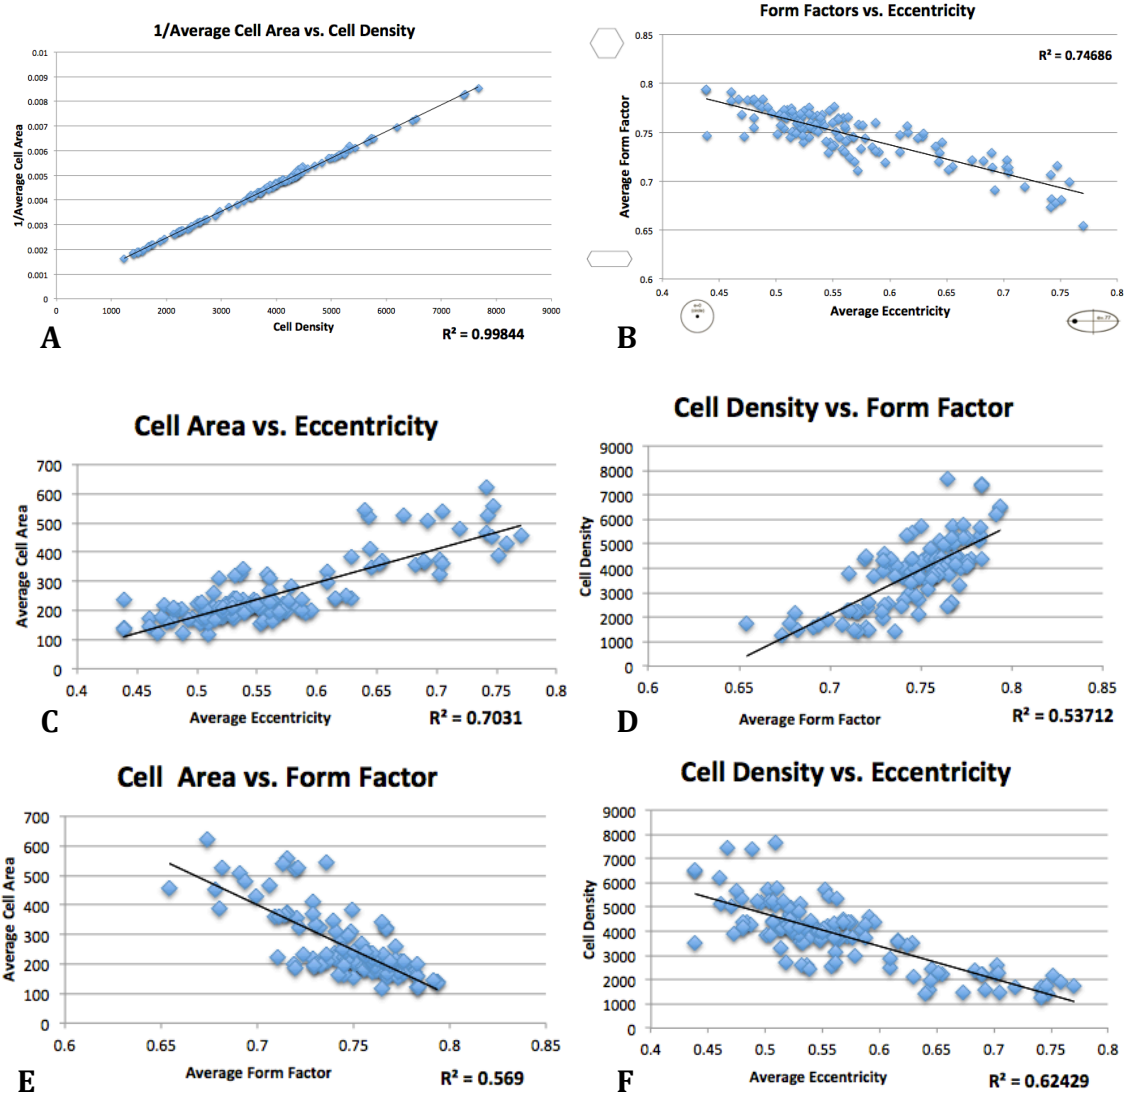 1/Average Cell Area vs. Cell Density
0.01
0.009
0.008
0.007
0.006
0.005
0.004
0.003
0.002
0.001
0
1/Average Cell Area
0 1000 2000 3000 4000 5000 6000 7000 8000 9000
Cell Density
R² = 0.99844
A
Form Factors vs. Eccentricity
0.85
0.8
0.75
0.7
0.65
0.6
Average Form Factor
R² = 0.74686
0.4 0.45 0.5 0.55 0.6 0.65 0.7 0.75 0.8
Average Eccentricity
B
Cell Area vs. Eccentricity
700
600
500
400
300
200
100
0
Average Cell Area
0.4 0.45 0.5 0.55 0.6 0.65 0.7 0.75 0.8
Average Eccentricity
R² = 0.7031
C
Cell Density vs. Form Factor
9000
8000
7000
6000
5000
4000
3000
2000
1000
0
Cell Density
0.6 0.65 0.7 0.75 0.8 0.85
Average Form Factor
R² = 0.53712
D
Cell Area vs. Form Factor
700
600
500
400
300
200
100
0
Average Cell Area
0.6 0.65 0.7 0.75 0.8 0.85
Average Form Factor
R² = 0.569
E
Cell Density vs. Eccentricity
9000
8000
7000
6000
5000
4000
3000
2000
1000
0
Cell Density
0.4 0.45 0.5 0.55 0.6 0.65 0.7 0.75 0.8
Average Eccentricity
R² = 0.62429
F